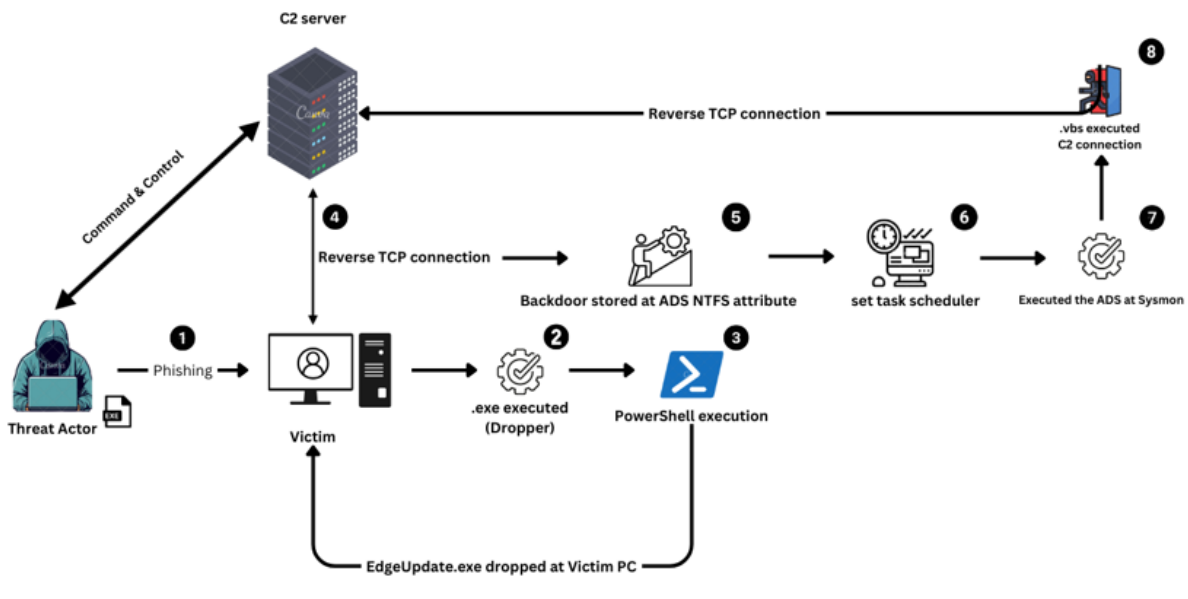 C2 server
8
Reverse TCP connection
.vbs executed
C2 connection
Canva
Command & Control
4
5
6
7
Reverse TCP connection
Backdoor stored at ADS NTFS attribute
set task scheduler
Executed the ADS at Sysmon
1
2
3
Phishing
EXE
.exe executed
(Dropper)
PowerShell execution
Threat Actor
Victim
EdgeUpdate.exe dropped at Victim PC